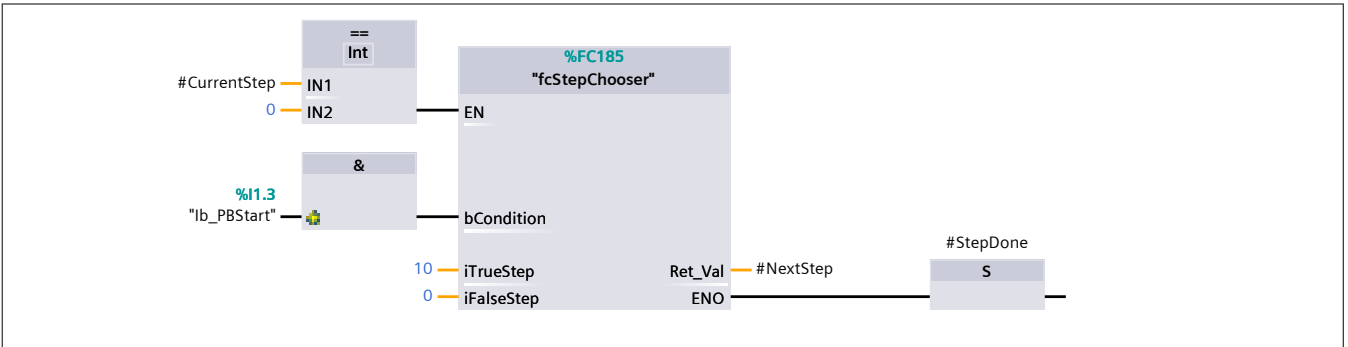 ==
Int
#CurrentStep
IN1
0
IN2
%FC185
"fcStepChooser"
EN
&
%I1.3
"Ib_PBStart"
bCondition
10
iTrueStep
Ret_Val
#NextStep
0
iFalseStep
ENO
#StepDone
S